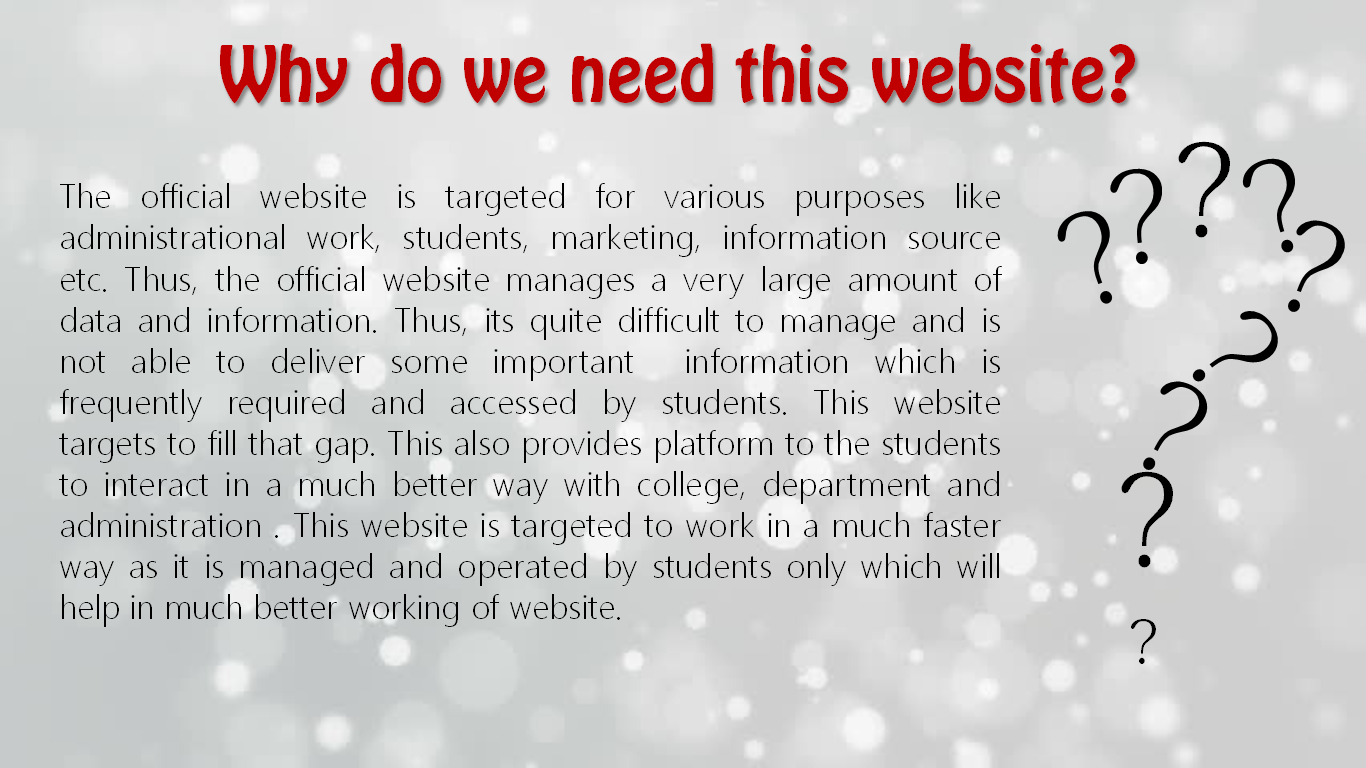 Why do we need this website?
The official website is targeted for various purposes like
administrational work, students, marketing, information source
etc. Thus, the official website manages a very large amount of
data and information. Thus, its quite difficult to manage and is
not able to deliver some important information which is
frequently required and accessed by students. This website
targets to fill that gap. This also provides platform to the students
to interact in a much better way with college, department and
administration . This website is targeted to work in a much faster
way as it is managed and operated by students only which will
help in much better working of website.
?
?
?
?
?
?
?
?
?